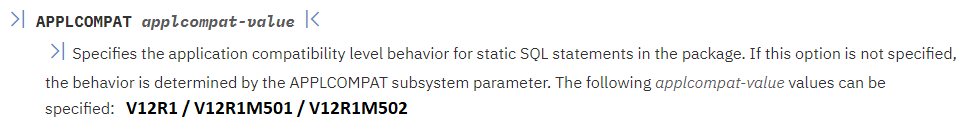 >| APPLCOMPAT applcompat-value |<
>| Specifies the application compatibility level behavior for static SQL statements in the package. If this option is not specified,
the behavior is determined by the APPLCOMPAT subsystem parameter. The following applcompat-value values can be
specified: V12R1 / V12R1M501 / V12R1M502